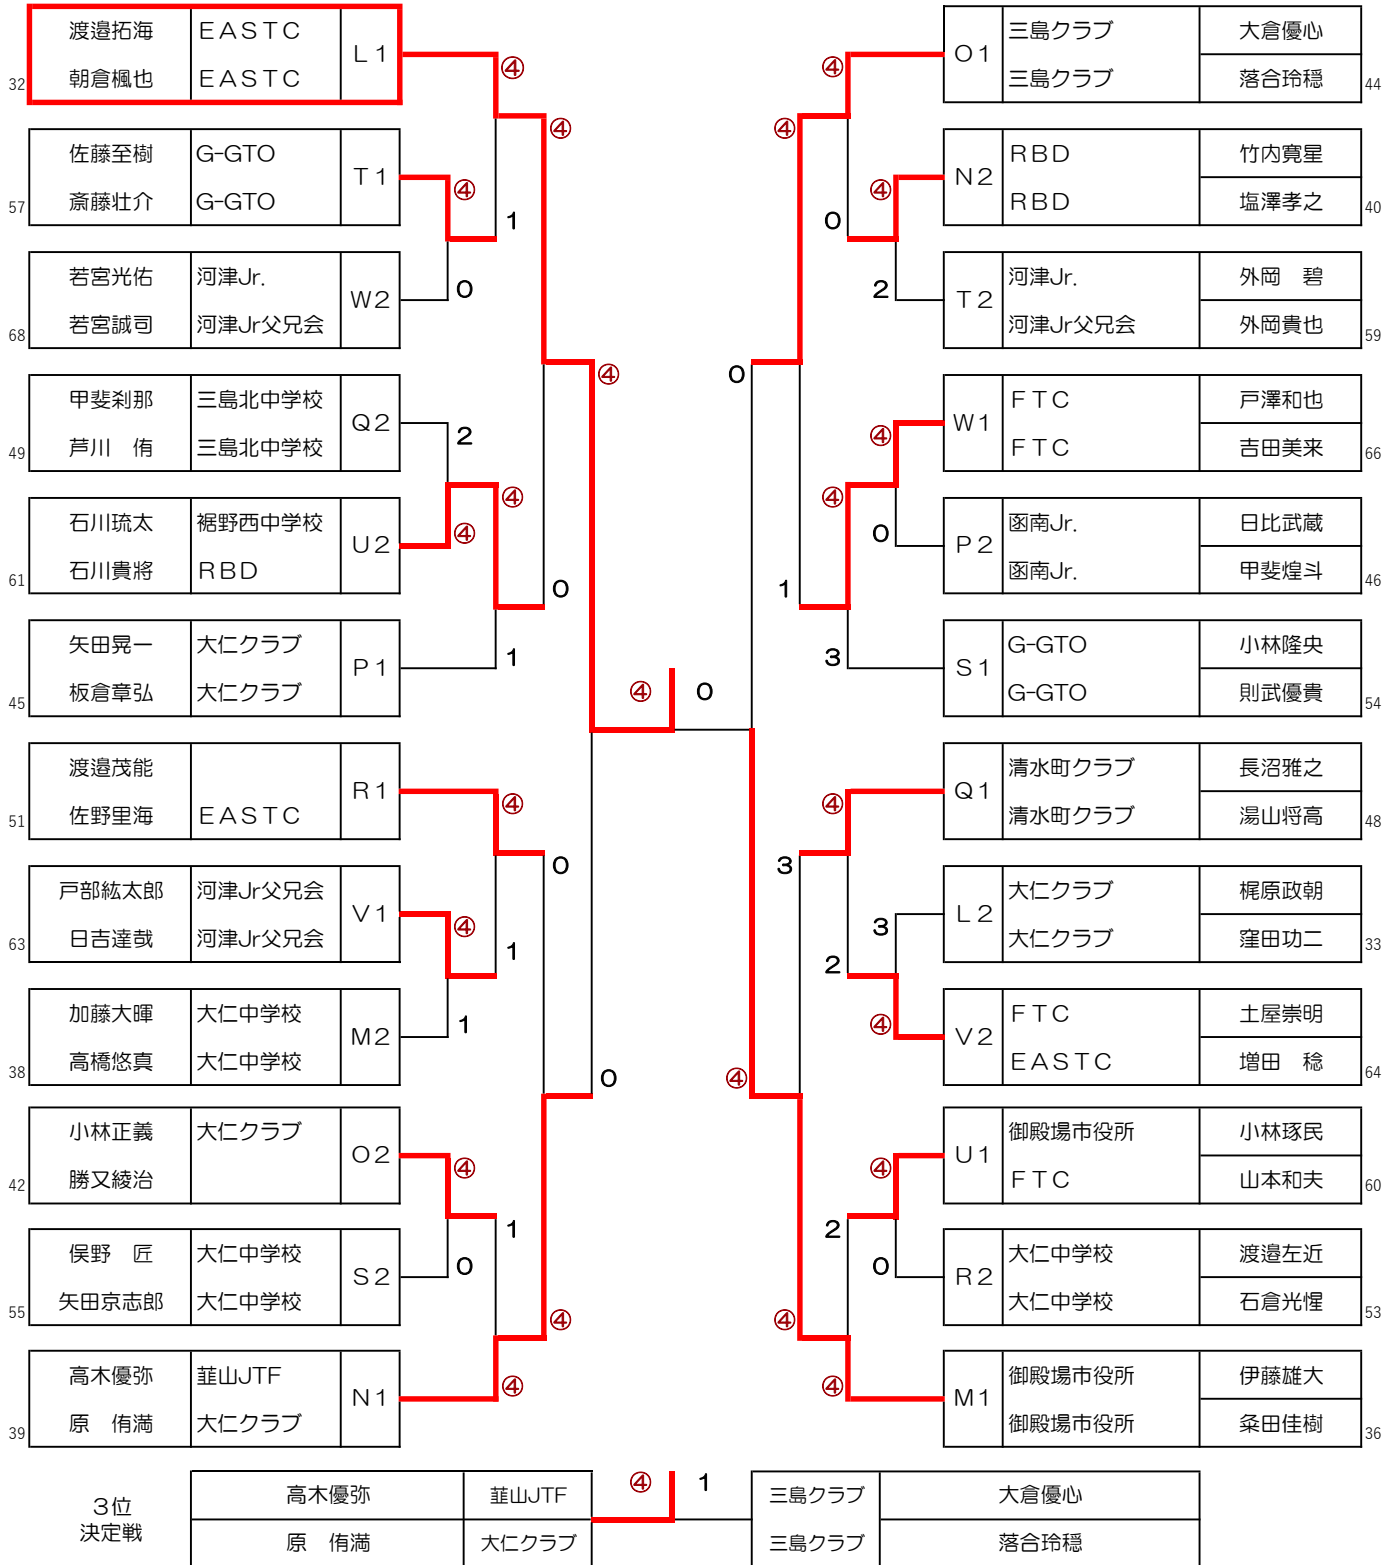 渡邉拓海 EASTC
L1
32 朝倉楓也 EASTC
④
④
佐藤至樹 G-GTO
T1
57 斎藤壮介 G-GTO
④
1
若宮光佑 河津Jr.
W2
68 若宮誠司 河津Jr父兄会
0
④
甲斐刹那 三島北中学校
Q2
49 芦川 侑 三島北中学校
2
④
石川琉太 裾野西中学校
U2
61 石川貴將 RBD
④
0
矢田晃一 大仁クラブ
P1
45 板倉章弘 大仁クラブ
1
④ 0
渡邉茂能
R1
51 佐野里海 EASTC
④
0
戸部紘太郎 河津Jr父兄会
V1
63 日吉達哉 河津Jr父兄会
④
1
加藤大暉 大仁中学校
M2
38 高橋悠真 大仁中学校
1
0
小林正義 大仁クラブ
O2
42 勝又綾治
④
1
俣野 匠 大仁中学校
S2
55 矢田京志郎 大仁中学校
0
④
高木優弥 韮山JTF
N1
39 原 侑満 大仁クラブ
④
三島クラブ 大倉優心
O1
三島クラブ 落合玲穏 44
④
④
RBD 竹内寛星
N2
RBD 塩澤孝之 40
④
0
河津Jr. 外岡 碧
T2
河津Jr父兄会 外岡貴也 59
2
0
FTC 戸澤和也
W1
FTC 吉田美来 66
④
④
函南Jr. 日比武蔵
P2
函南Jr. 甲斐煌斗 46
0
1
G-GTO 小林隆央
S1
G-GTO 則武優貴 54
3
清水町クラブ 長沼雅之
Q1
清水町クラブ 湯山将高 48
④
3
大仁クラブ 梶原政朝
L2
大仁クラブ 窪田功二 33
3
2
FTC 土屋崇明
V2
EASTC 増田 稔 64
④
④
御殿場市役所 小林琢民
U1
FTC 山本和夫 60
④
2
大仁中学校 渡邉左近
R2
大仁中学校 石倉光惺 53
0
④
御殿場市役所 伊藤雄大
M1
御殿場市役所 粂田佳樹 36
④
3位
決定戦
高木優弥 韮山JTF
原 侑満 大仁クラブ
④ 1
三島クラブ 大倉優心
三島クラブ 落合玲穏